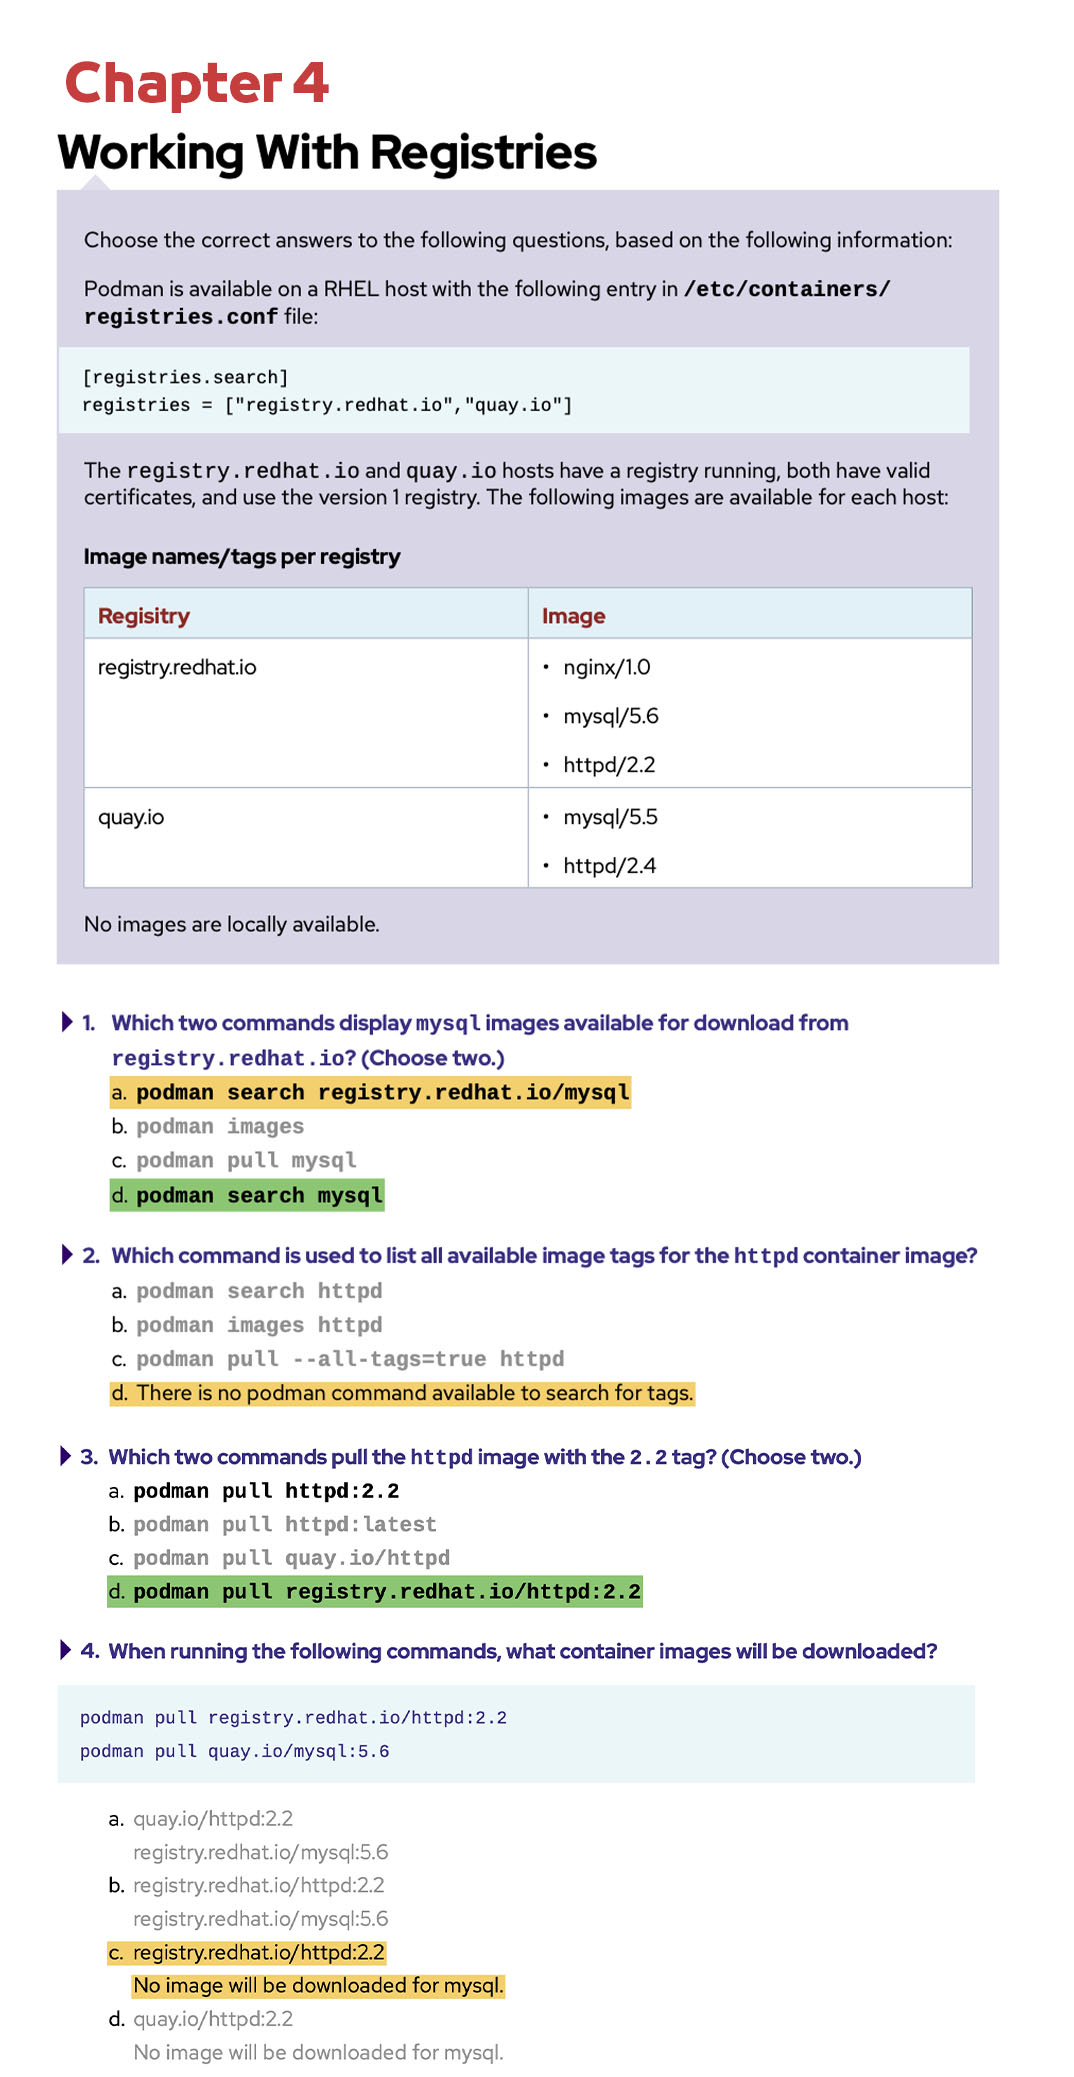 Chapter 4
Working With Registries
Choose the correct answers to the following questions, based on the following information:
Podman is available on a RHEL host with the following entry in /etc/containers/
registries.conf file:
[registries.search]
registries = ["registry.redhat.io","quay.io"]
The registry.redhat.io and quay.io hosts have a registry running, both have valid
certificates, and use the version 1 registry. The following images are available for each host:
Image names/tags per registry
Regisitry Image
registry.redhat.io • nginx/1.0
• mysql/5.6
• httpd/2.2
quay.io • mysql/5.5
• httpd/2.4
No images are locally available.
1. Which two commands display mysql images available for download from
registry.redhat.io? (Choose two.)
a. podman search registry.redhat.io/mysql
b. podman images
c. podman pull mysql
d. podman search mysql
2. Which command is used to list all available image tags for the httpd container image?
a. podman search httpd
b. podman images httpd
c. podman pull --all-tags=true httpd
d. There is no podman command available to search for tags.
3. Which two commands pull the httpd image with the 2.2 tag? (Choose two.)
a. podman pull httpd:2.2
b. podman pull httpd:latest
c. podman pull quay.io/httpd
d. podman pull registry.redhat.io/httpd:2.2
4. When running the following commands, what container images will be downloaded?
podman pull registry.redhat.io/httpd:2.2
podman pull quay.io/mysql:5.6
a. quay.io/httpd:2.2
registry.redhat.io/mysql:5.6
b. registry.redhat.io/httpd:2.2
registry.redhat.io/mysql:5.6
c. registry.redhat.io/httpd:2.2
No image will be downloaded for mysql.
d. quay.io/httpd:2.2
No image will be downloaded for mysql.